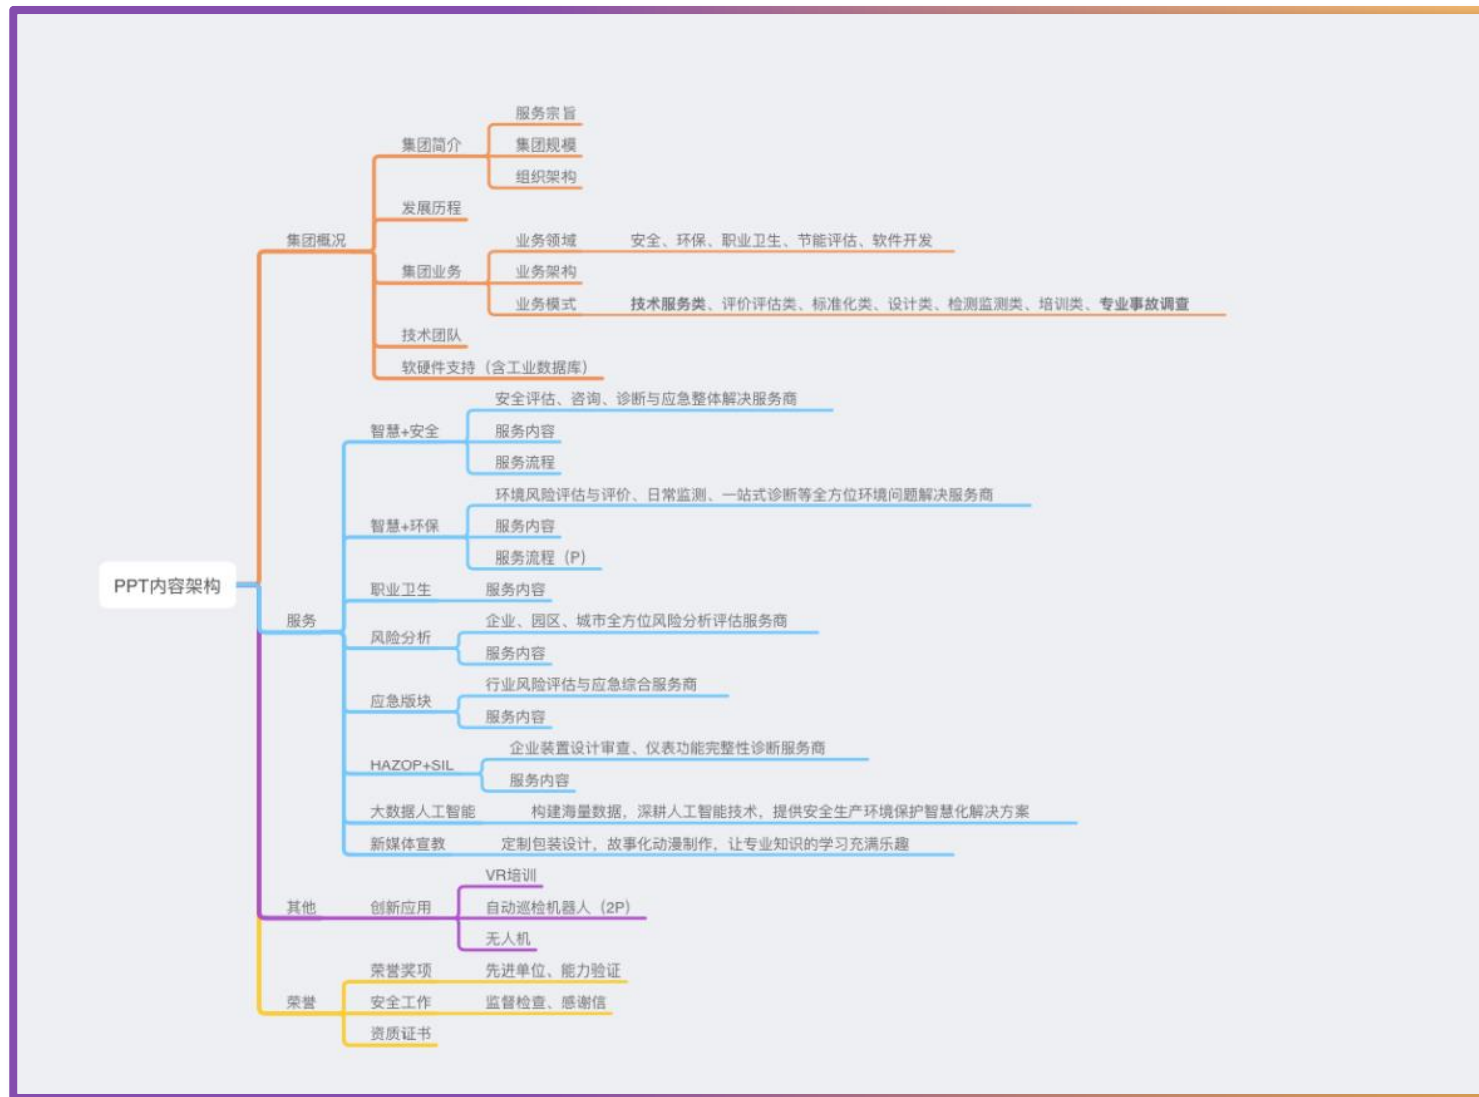 服务宗旨
集团简介
集团规模
组织架构
发展历程
集团概况
业务领域
安全、环保、职业卫生、节能评估、软件开发
集团业务
业务架构
业务模式
技术服务类、评价评估类、标准化类、设计类、检测监测类、培训类、专业事故调查
技术团队
软硬件支持（含工业数据库）
安全评估、咨询、诊断与应急整体解决服务商
智慧+安全
服务内容
服务流程
环境风险评估与评价、日常监测、一站式诊断等全方位环境问题解决服务商
智慧+环保
服务内容
服务流程（P）
PPT内容架构
职业卫生
服务内容
服务
企业、园区、城市全方位风险分析评估服务商
风险分析
服务内容
行业风险评估与应急综合服务商
应急版块
服务内容
企业装置设计审查、仪表功能完整性诊断服务商
HAZOP+SIL
服务内容
大数据人工智能
构建海量数据，深耕人工智能技术，提供安全生产环境保护智慧化解决方案
新媒体宣教
定制包装设计，故事化动漫制作，让专业知识的学习充满乐趣
VR培训
其他
创新应用
自动巡检机器人（2P）
无人机
荣誉奖项
先进单位、能力验证
荣誉
安全工作
监督检查、感谢信
资质证书